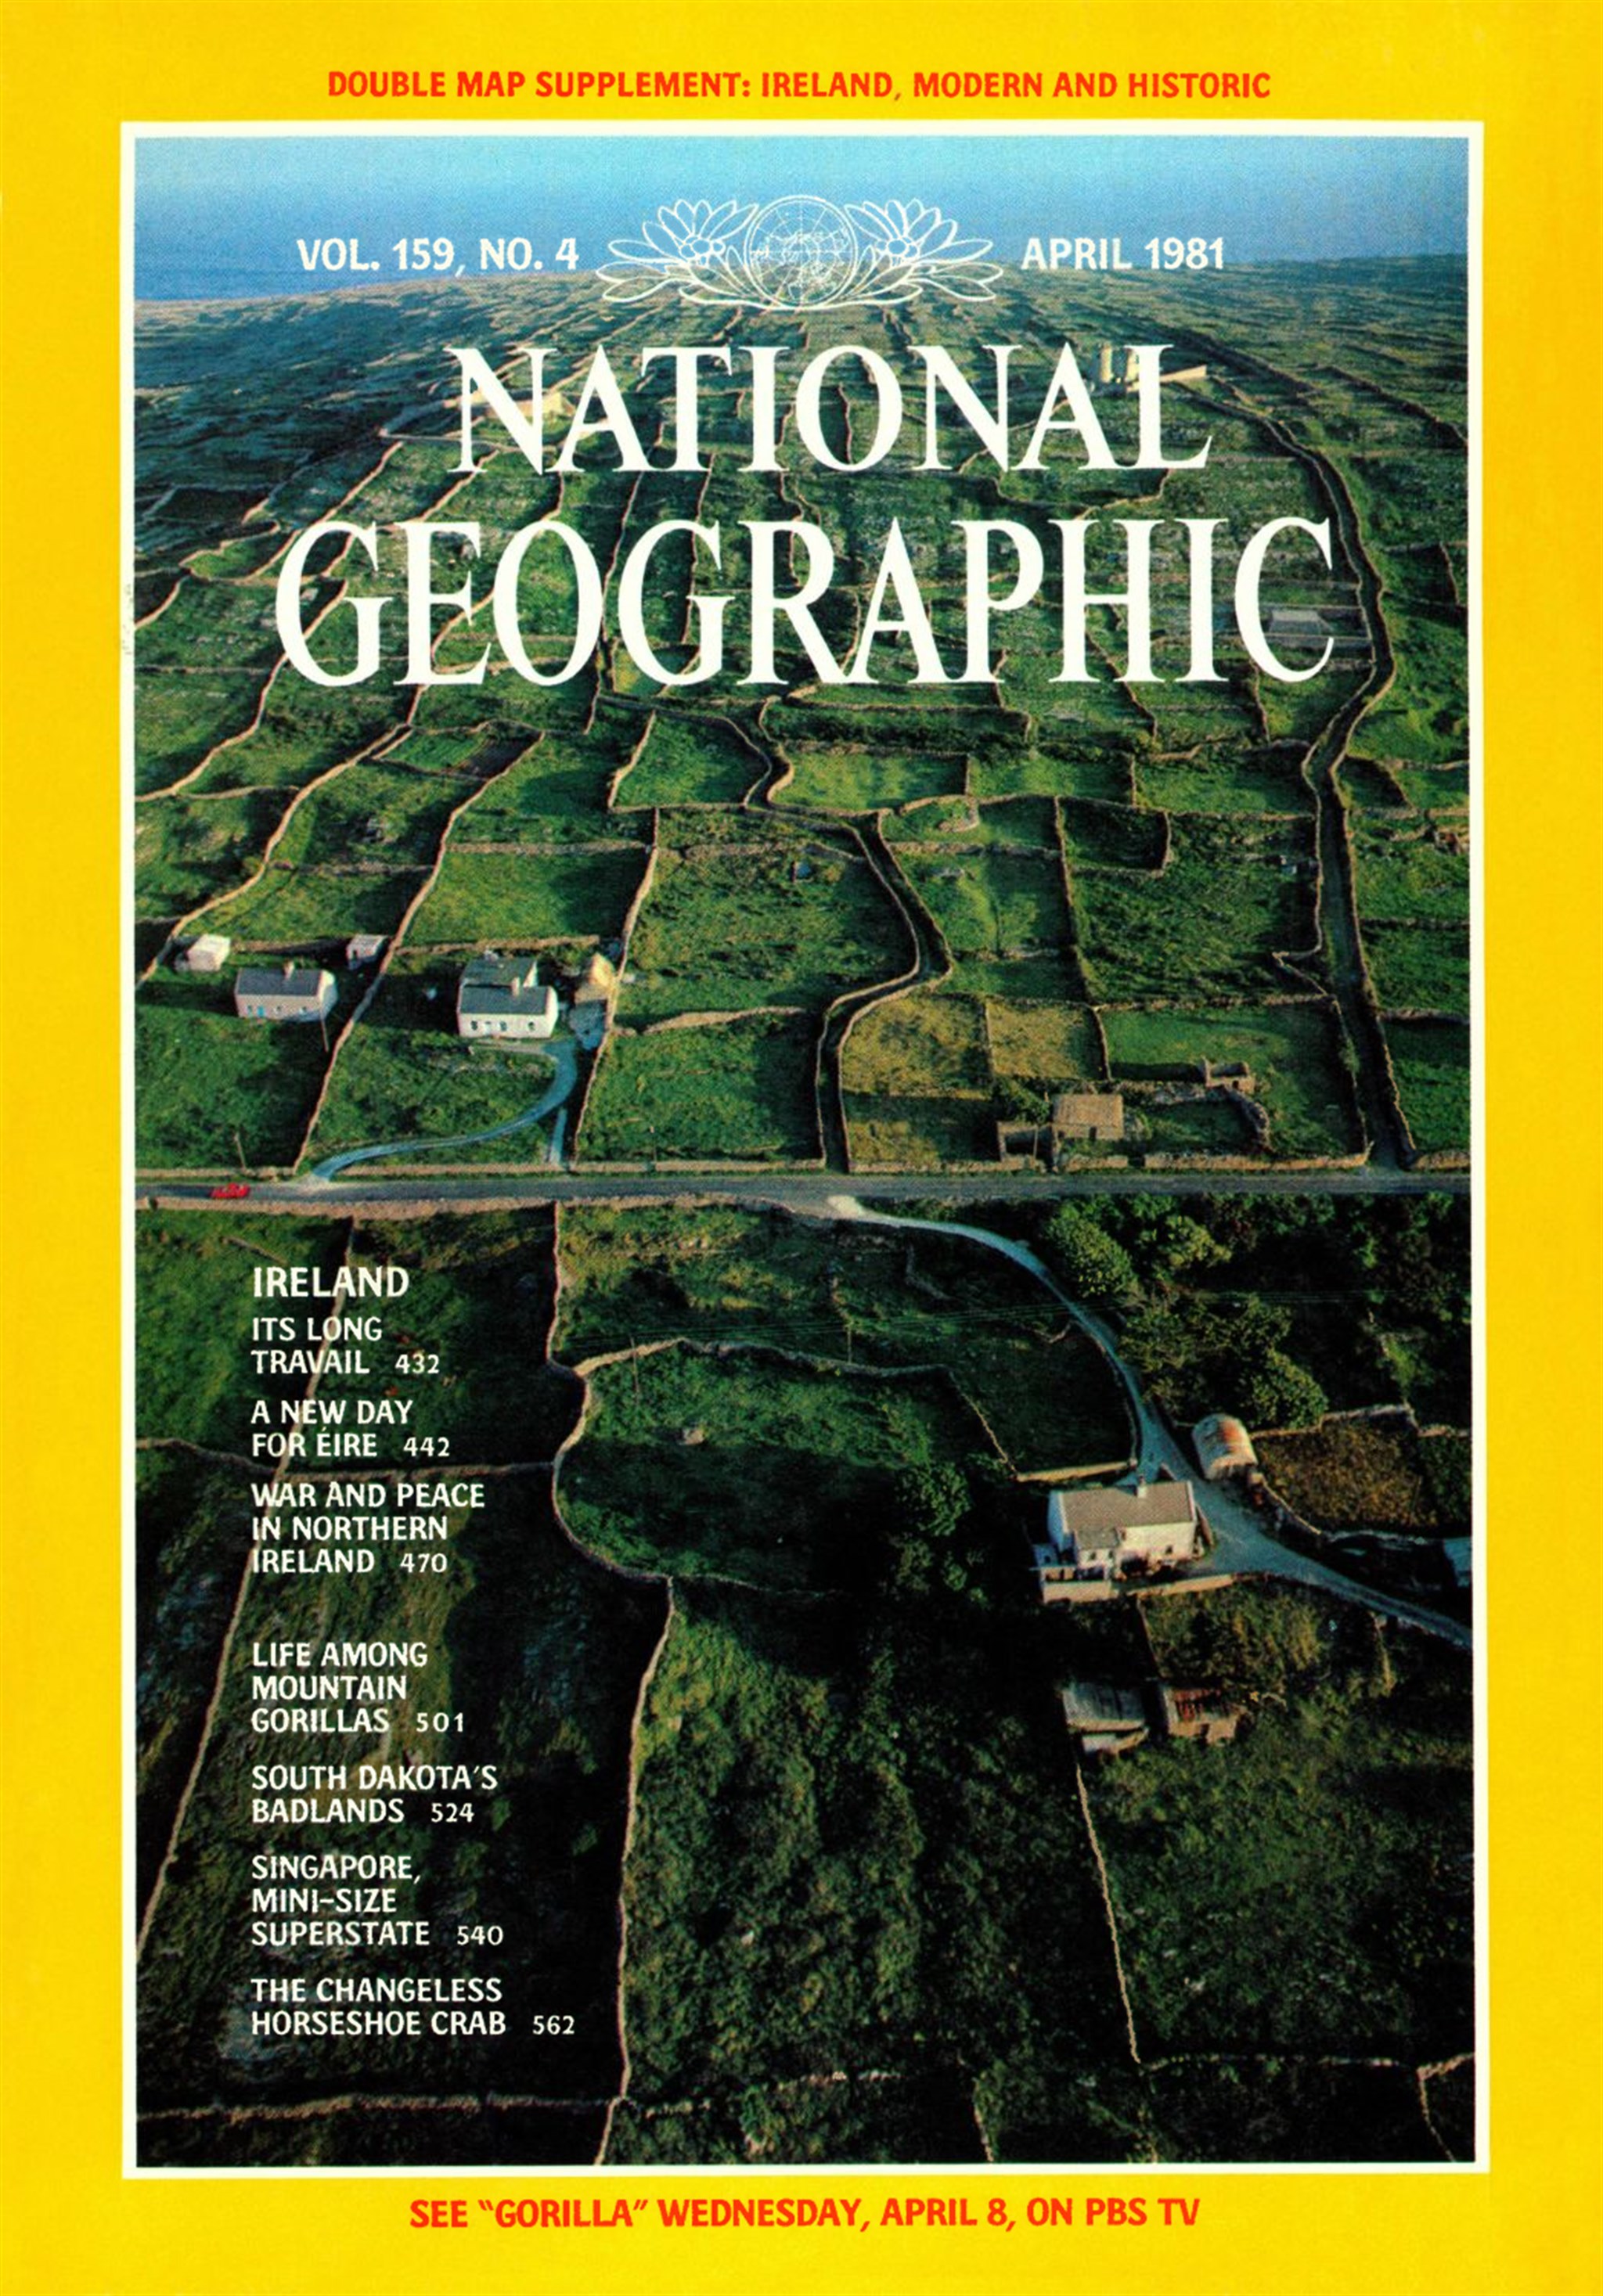 DOUBLE MAP SUPPLEMENT: IRELAND, MODERN AND HISTORIC
VOL. 159, NO. 4
APRIL 1981
NATIONAL
GEOGRAPHIC
IRELAND
ITS LONG
TRAVAIL 432
A NEW DAY
FOR ÉIRE 442
WAR AND PEACE
IN NORTHERN
IRELAND 470
LIFE AMONG
MOUNTAIN
GORILLAS 501
SOUTH DAKOTA'S
BADLANDS 524
SINGAPORE,
MINI-SIZE
SUPERSTATE 540
THE CHANGELESS
HORSESHOE CRAB 562
SEE "GORILLA" WEDNESDAY, APRIL 8, ON PBS TV